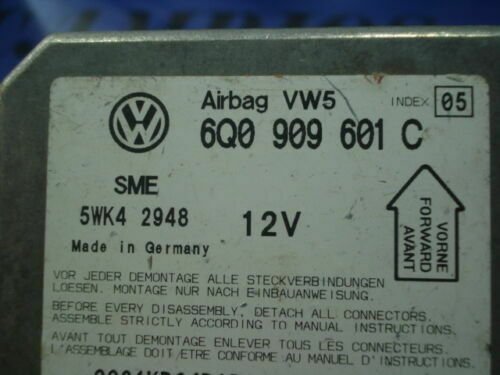 Airbag VW5 INDEX 05
6Q0 909 601 C
SME
5WK4 2948 12V
Made in Germany
VORNE
FORWARD
AVANT
VOR JEDER DEMONTAGE ALLE STECKVERBINDUNGEN
LOESEN. MONTAGE NUR NACH EINBAUANWEISUNG.
BEFORE EVERY DISASSEMBLY, DETACH ALL CONNECTORS.
ASSEMBLE STRICTLY ACCORDING TO MANUAL INSTRUCTIONS.
AVANT TOUT DEMONTAGE ENLEVER TOUS LES CONNECTEURS.
L'ASSEMBLAGE DOIT ETRE CONFORME AU MANUEL D'INSTRUCTIONS.